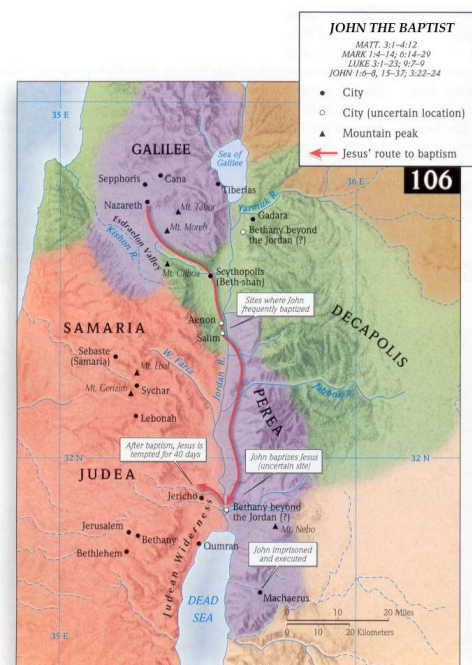 JOHN THE BAPTIST
MATT. 3:1–4:12
MARK 1:4–14; 6:14–29
LUKE 3:1–23; 9:7–9
JOHN 1:6–8, 15–37; 3:22–24
City
City (uncertain location)
Mountain peak
Jesus' route to baptism
106
35 E
36 E
GALILEE
Sea of
Galilee
Sepphoris
Cana
Tiberias
Nazareth
Mt. Tabor
Yarmuk R.
Gadara
Mt. Moreh
Bethany beyond
the Jordan (?)
Esdraelon Valley
Kishon R.
Mt. Gilboa
Scythopolis
(Beth-shan)
Sites where John
frequently baptized
DECAPOLIS
Aenon
Salim
SAMARIA
Sebaste
(Samaria)
Mt. Ebal
W. Faria
Jordan R.
Mt. Gerizim
Sychar
Jabbok R.
PEREA
Lebonah
After baptism, Jesus is
tempted for 40 days
32 N
32 N
John baptizes Jesus
(uncertain site)
JUDEA
Jericho
Bethany beyond
the Jordan (?)
Mt. Nebo
Jerusalem
Bethany
Qumran
Bethlehem
Judean Wilderness
John imprisoned
and executed
Machaerus
DEAD
SEA
0 10 20 Miles
0 10 20 Kilometers
35 E